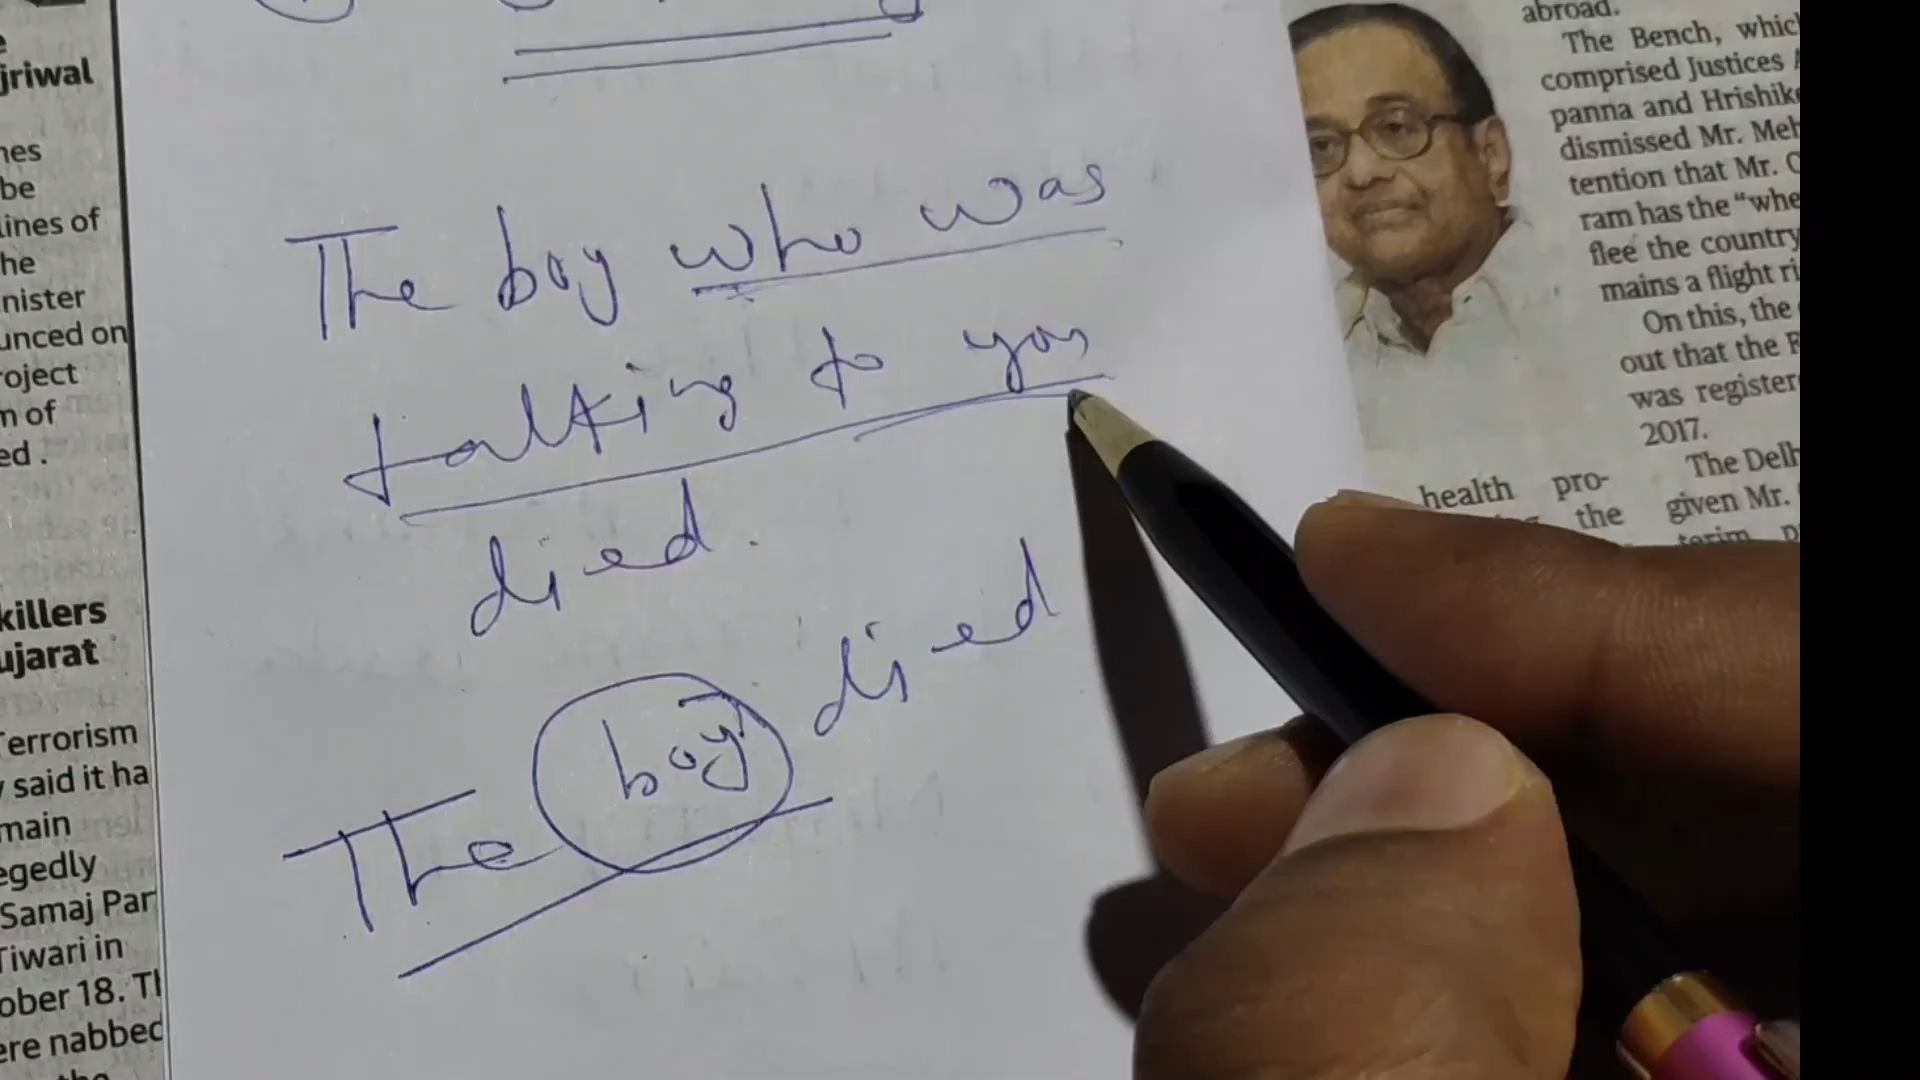 jriwal
nes
be
lines of
he
nister
unced on
roject
n of
ed.
killers
ujarat
Terrorism
y said it ha
main
egedly
Samaj Par
Tiwari in
ober 18. Th
ere nabbed
the
The boy who was
talking to you
died.
The boy died
abroad.
The Bench, whic
comprised Justices
panna and Hrishike
dismissed Mr. Meh
tention that Mr. C
ram has the “whe
flee the country
mains a flight ri
On this, the
out that the
was register
2017.
The Delh
given Mr.
health pro-
the